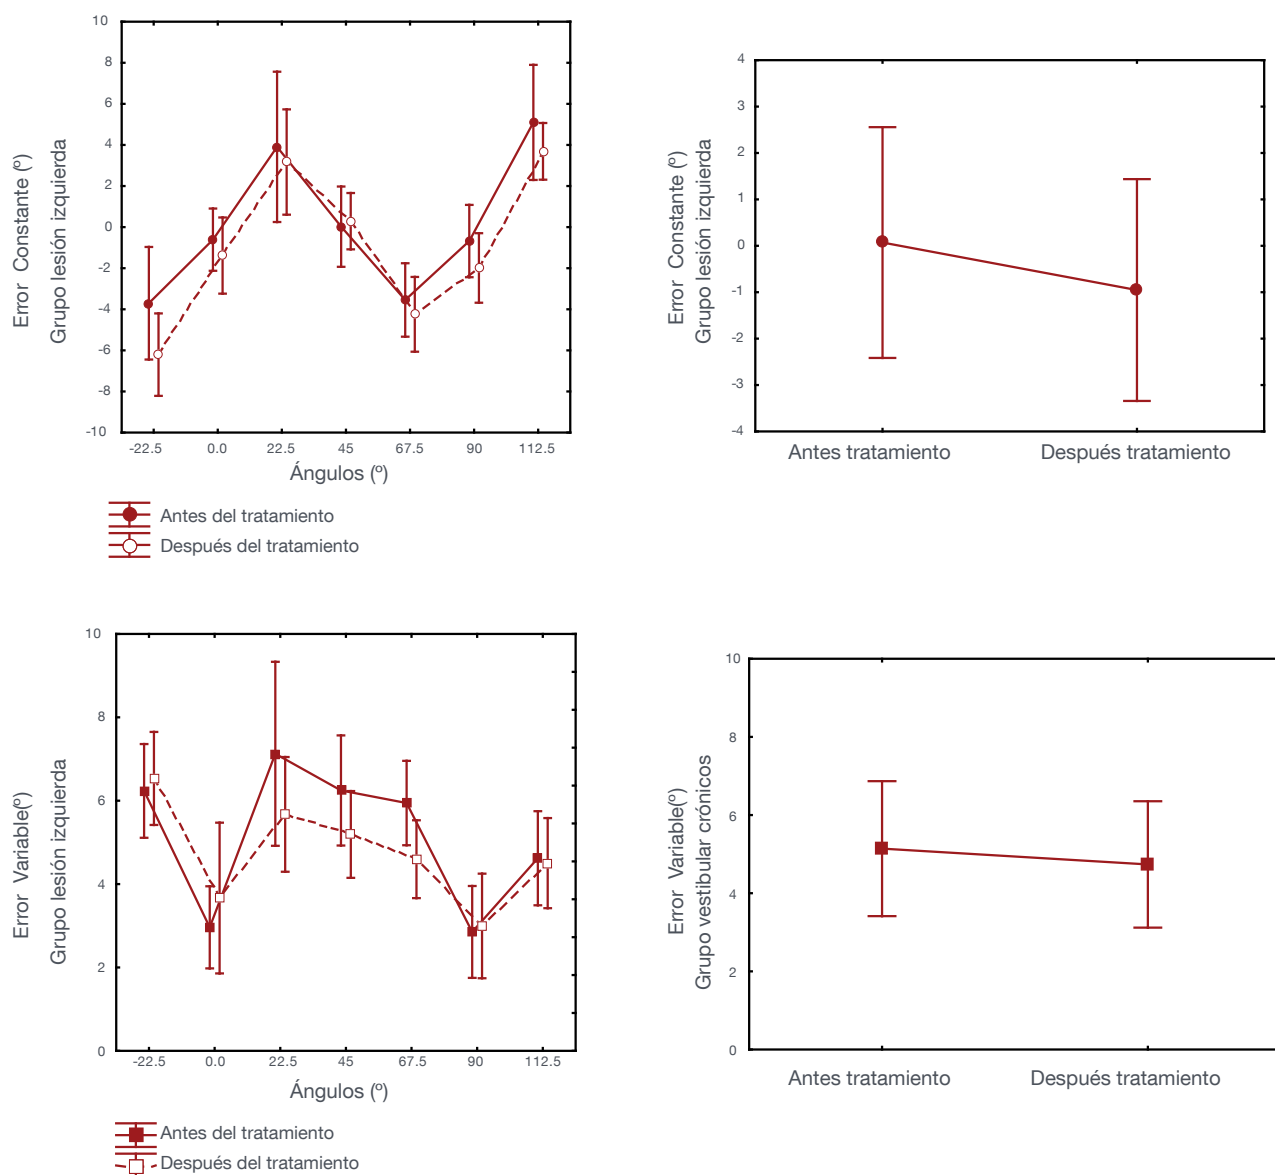 Error Constante (º)
Grupo lesión izquierda
10
8
6
4
2
0
-2
-4
-6
-8
-10
-22.5 0.0 22.5 45 67.5 90 112.5
Ángulos (º)
Antes del tratamiento
Después del tratamiento
Error Constante (º)
Grupo lesión izquierda
4
3
2
1
0
-1
-2
-3
-4
Antes tratamiento Después tratamiento
Error Variable(º)
Grupo lesión izquierda
10
8
6
4
2
0
-22.5 0.0 22.5 45 67.5 90 112.5
Ángulos (º)
Antes del tratamiento
Después del tratamiento
Error Variable(º)
Grupo vestibular crónicos
10
8
6
4
2
0
Antes tratamiento Después tratamiento